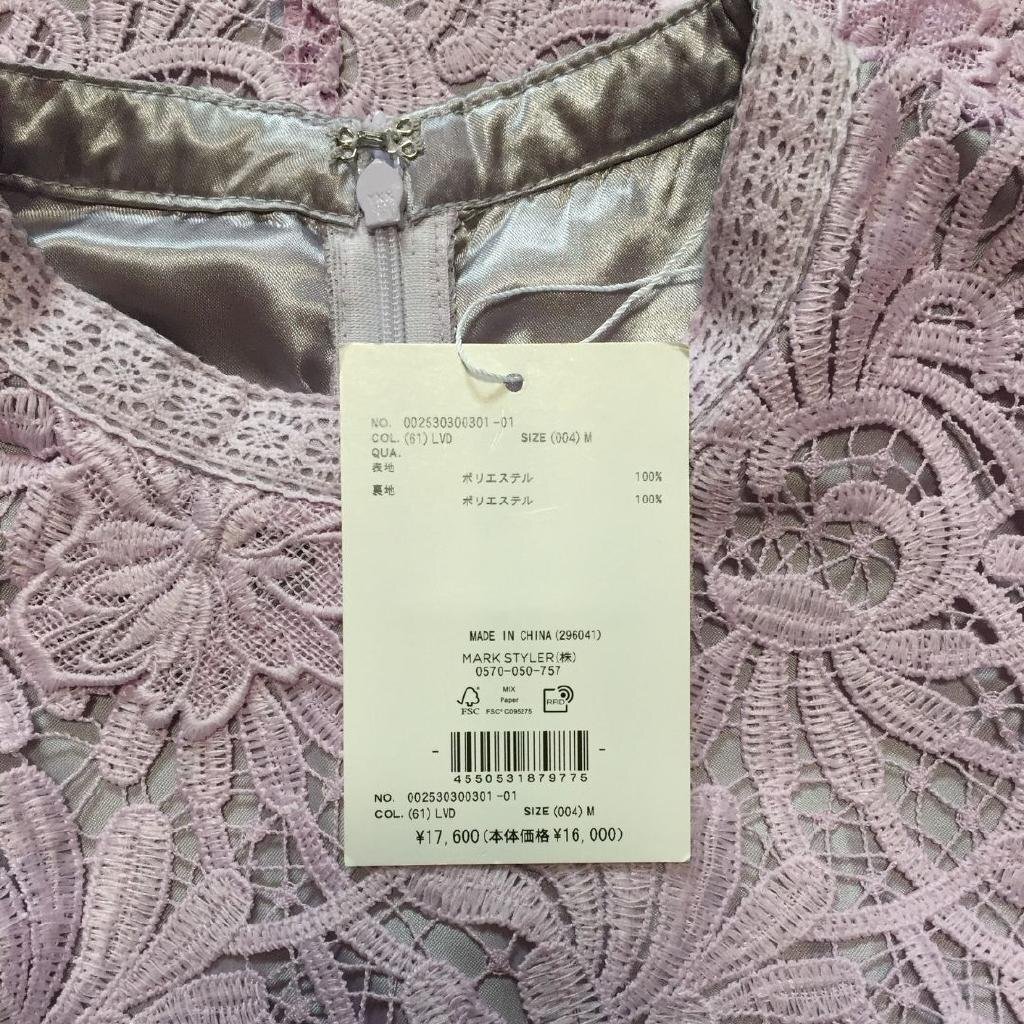 NO. 002530300301-01
COL. (61) LVD SIZE (004) M
QUA.
表地 ポリエステル 100%
裏地 ポリエステル 100%
MADE IN CHINA (296041)
MARK STYLER(株)
0570-050-757
FSC
MIX
Paper
FSC® C095275
RFID
4550531879775
NO. 002530300301-01
COL. (61) LVD SIZE (004) M
¥17,600(本体価格¥16,000)